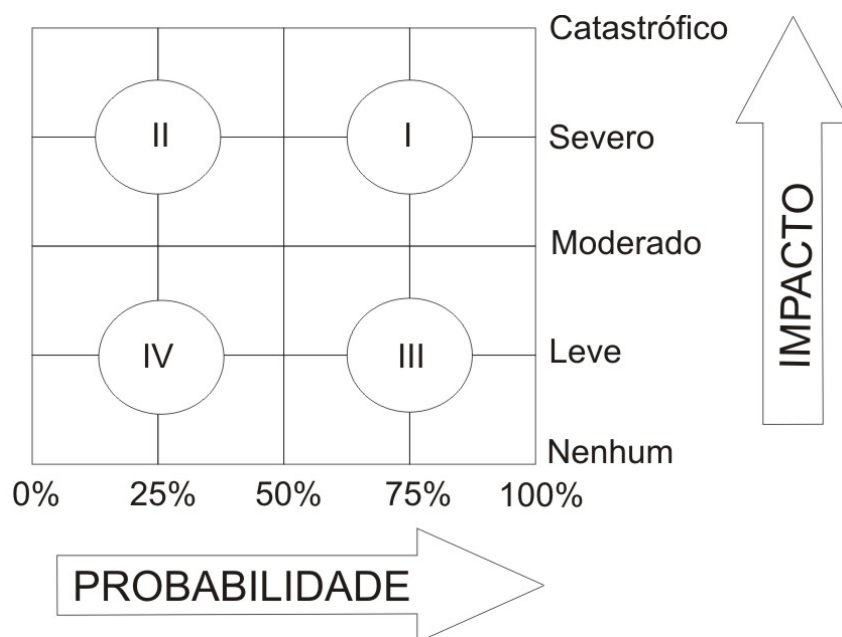 Catastrófico
II
I
Severo
Moderado
IV
III
Leve
Nenhum
0%
25%
50%
75%
100%
IMPACTO
PROBABILIDADE